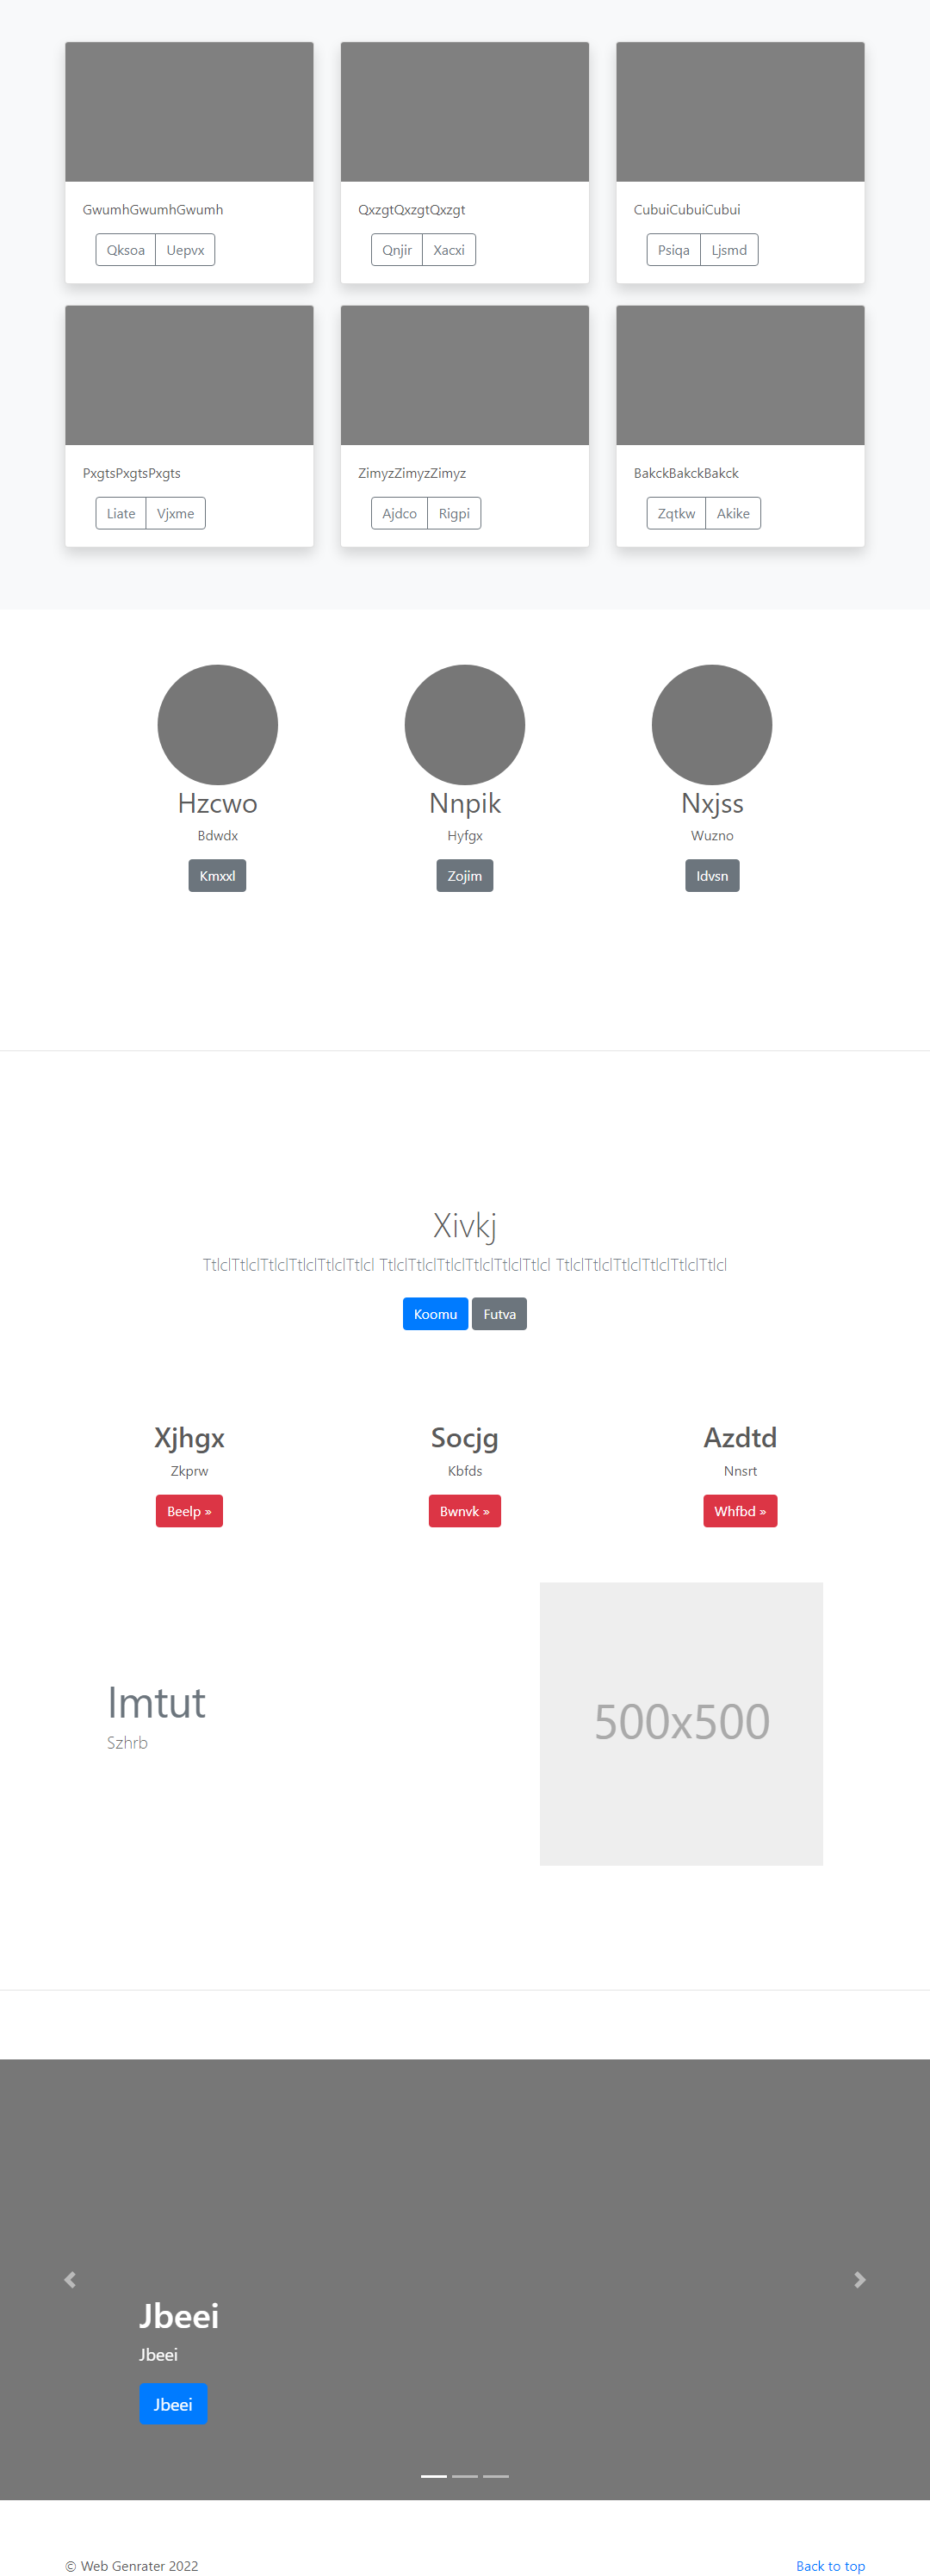 GwumhGwumhGwumh
QxzgtQxzgtQxzgt
CubuiCubuiCubui
Qksoa Uepvx
Qnjir Xacxi
Psiqa Ljsmd
PxgtsPxgtsPxgts
ZimyzZimyzZimyz
BakckBakckBakck
Liate Vjxme
Ajdco Rigpi
Zqtkw Akike
Hzcwo
Nnpik
Nxjss
Bdwdx
Hyfgx
Wuzno
Kmxxl
Zojim
Idvsn
Xivkj
TtlclTtlclTtlclTtlclTtlclTtlcl TtlclTtlclTtlclTtlclTtlclTtlcl TtlclTtlclTtlclTtlclTtlclTtlcl
Koomu Futva
Xjhgx
Socjg
Azdtd
Zkprw
Kbfds
Nnsrt
Beelp »
Bwnvk »
Whfbd »
Imtut
Szhrb
500x500
Jbeei
Jbeei
Jbeei
© Web Genrater 2022
Back to top